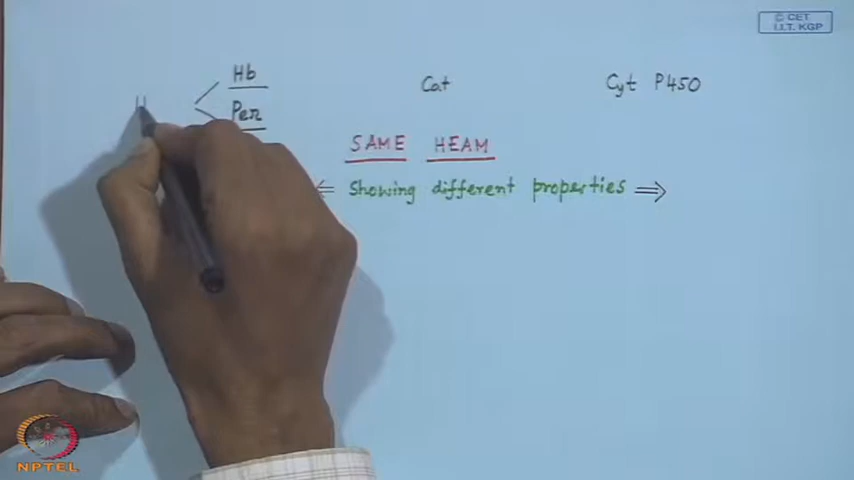 © CET
I.I.T. KGP
Hb Cat Cyt P450
H Per
SAME HEAM
Showing different properties
NPTEL